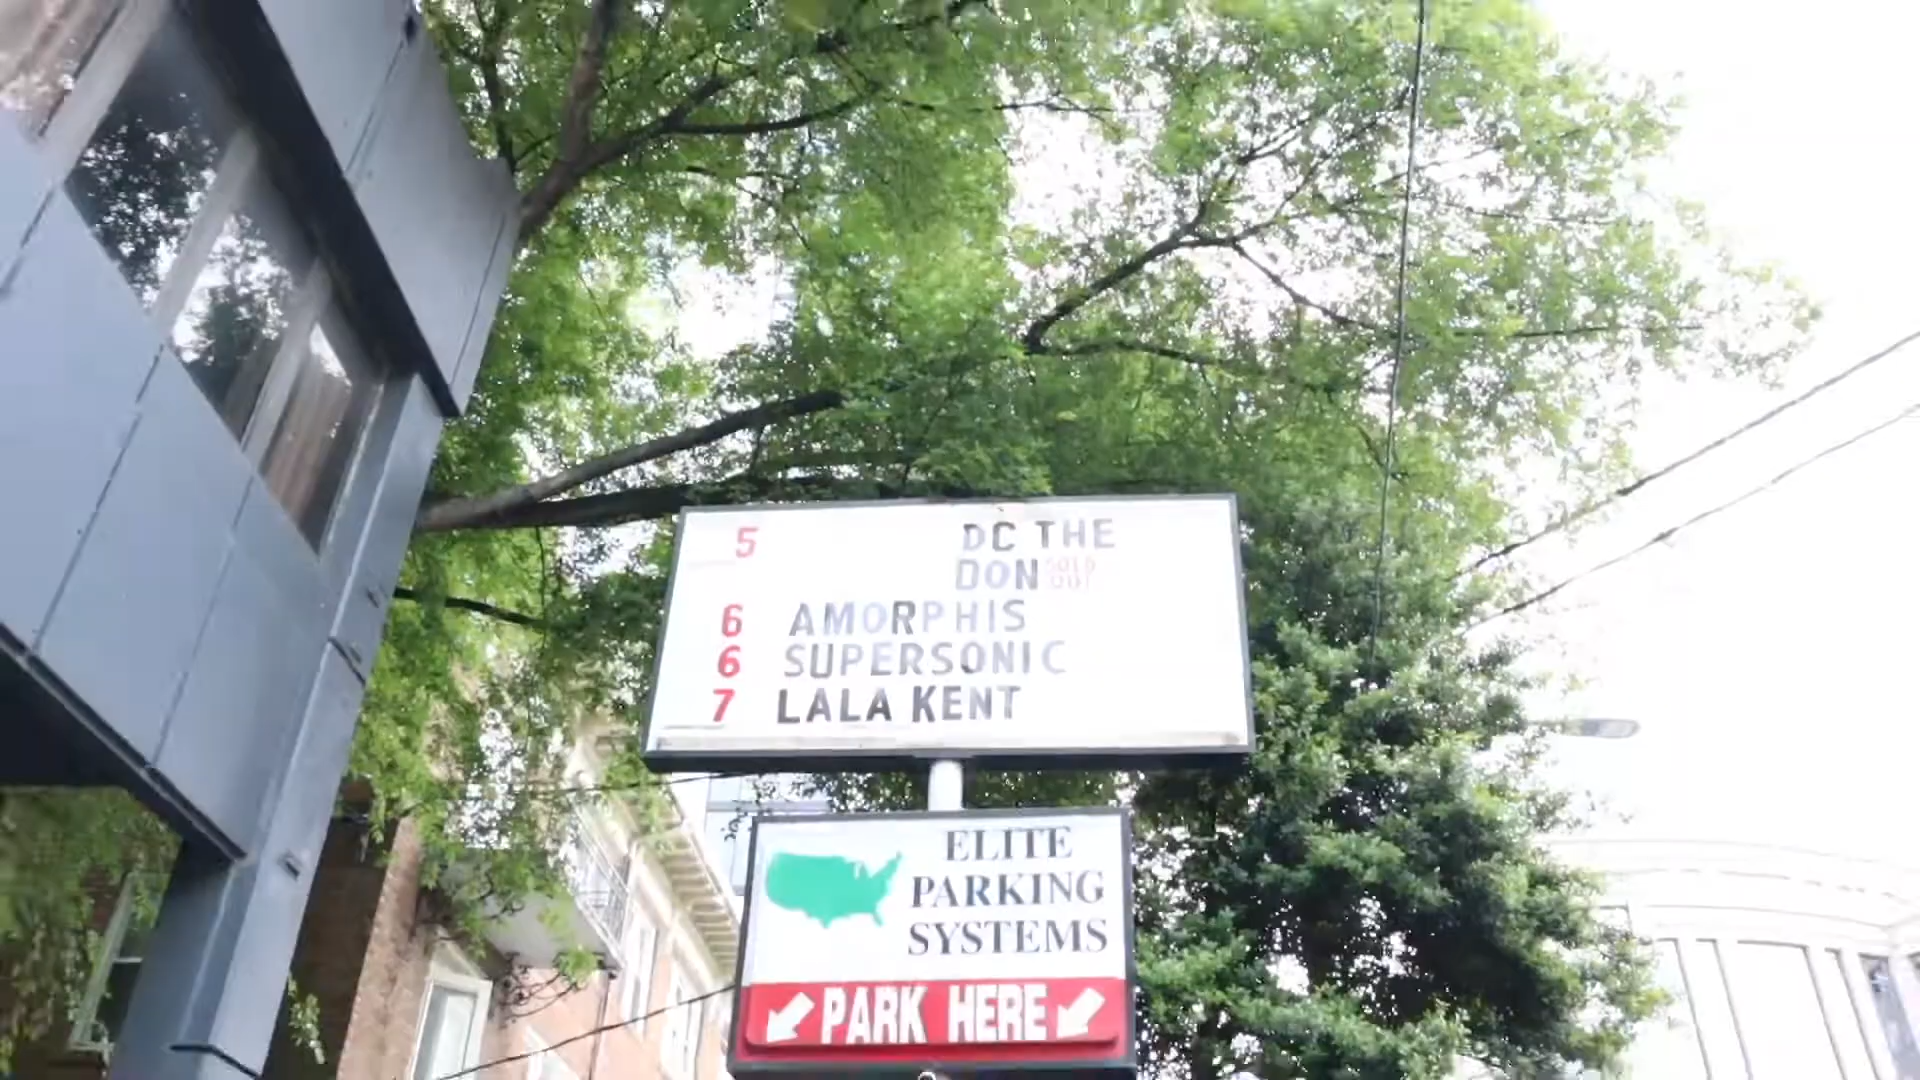 5 DC THE
DON SOLD OUT
6 AMORPHIS
6 SUPERSONIC
7 LALA KENT
ELITE
PARKING
SYSTEMS
PARK HERE